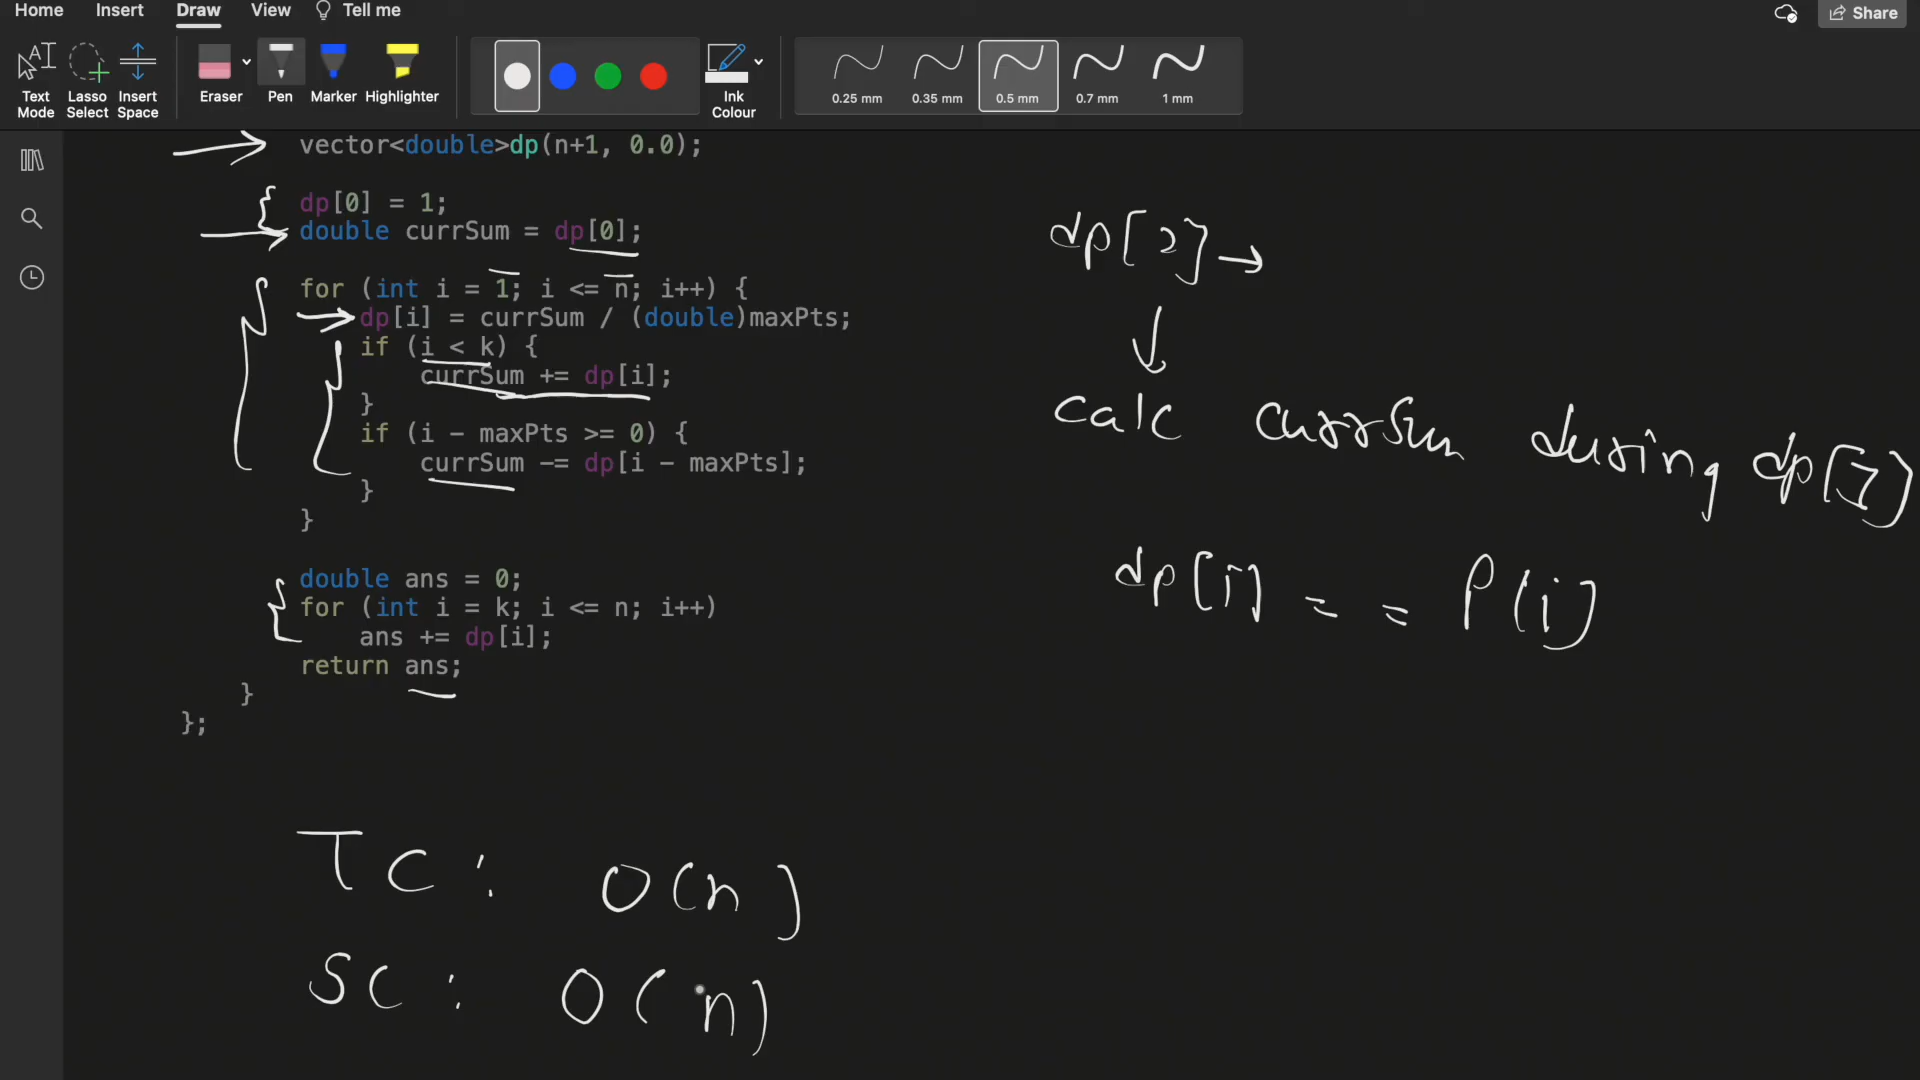 Home Insert Draw View Tell me Share
Text Mode Lasso Select Insert Space Eraser Pen Marker Highlighter Ink Colour 0.25 mm 0.35 mm 0.5 mm 0.7 mm 1 mm
vector<double>dp(n+1, 0.0);
dp[0] = 1;
double currSum = dp[0];
for (int i = 1; i <= n; i++) {
dp[i] = currSum / (double)maxPts;
if (i < k) {
currSum += dp[i];
}
if (i - maxPts >= 0) {
currSum -= dp[i - maxPts];
}
}
double ans = 0;
for (int i = k; i <= n; i++)
ans += dp[i];
return ans;
}
};
dp[2] →
calc currSum during dp[1]
dp[i] == P(i)
TC : O(n)
SC : O(n)